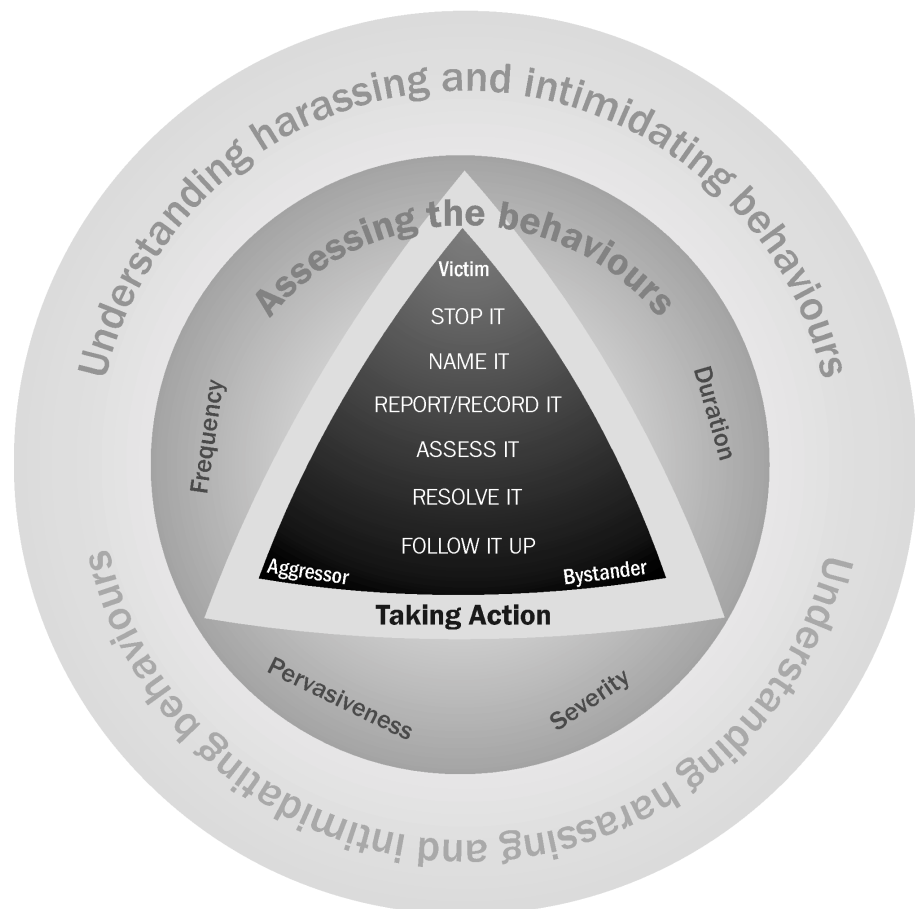 Understanding harassing and intimidating behaviours
Assessing the behaviours
Victim
STOP IT
NAME IT
REPORT/RECORD IT
ASSESS IT
RESOLVE IT
FOLLOW IT UP
Aggressor
Bystander
Taking Action
Frequency
Duration
Pervasiveness
Severity
Understanding harassing and intimidating behaviours